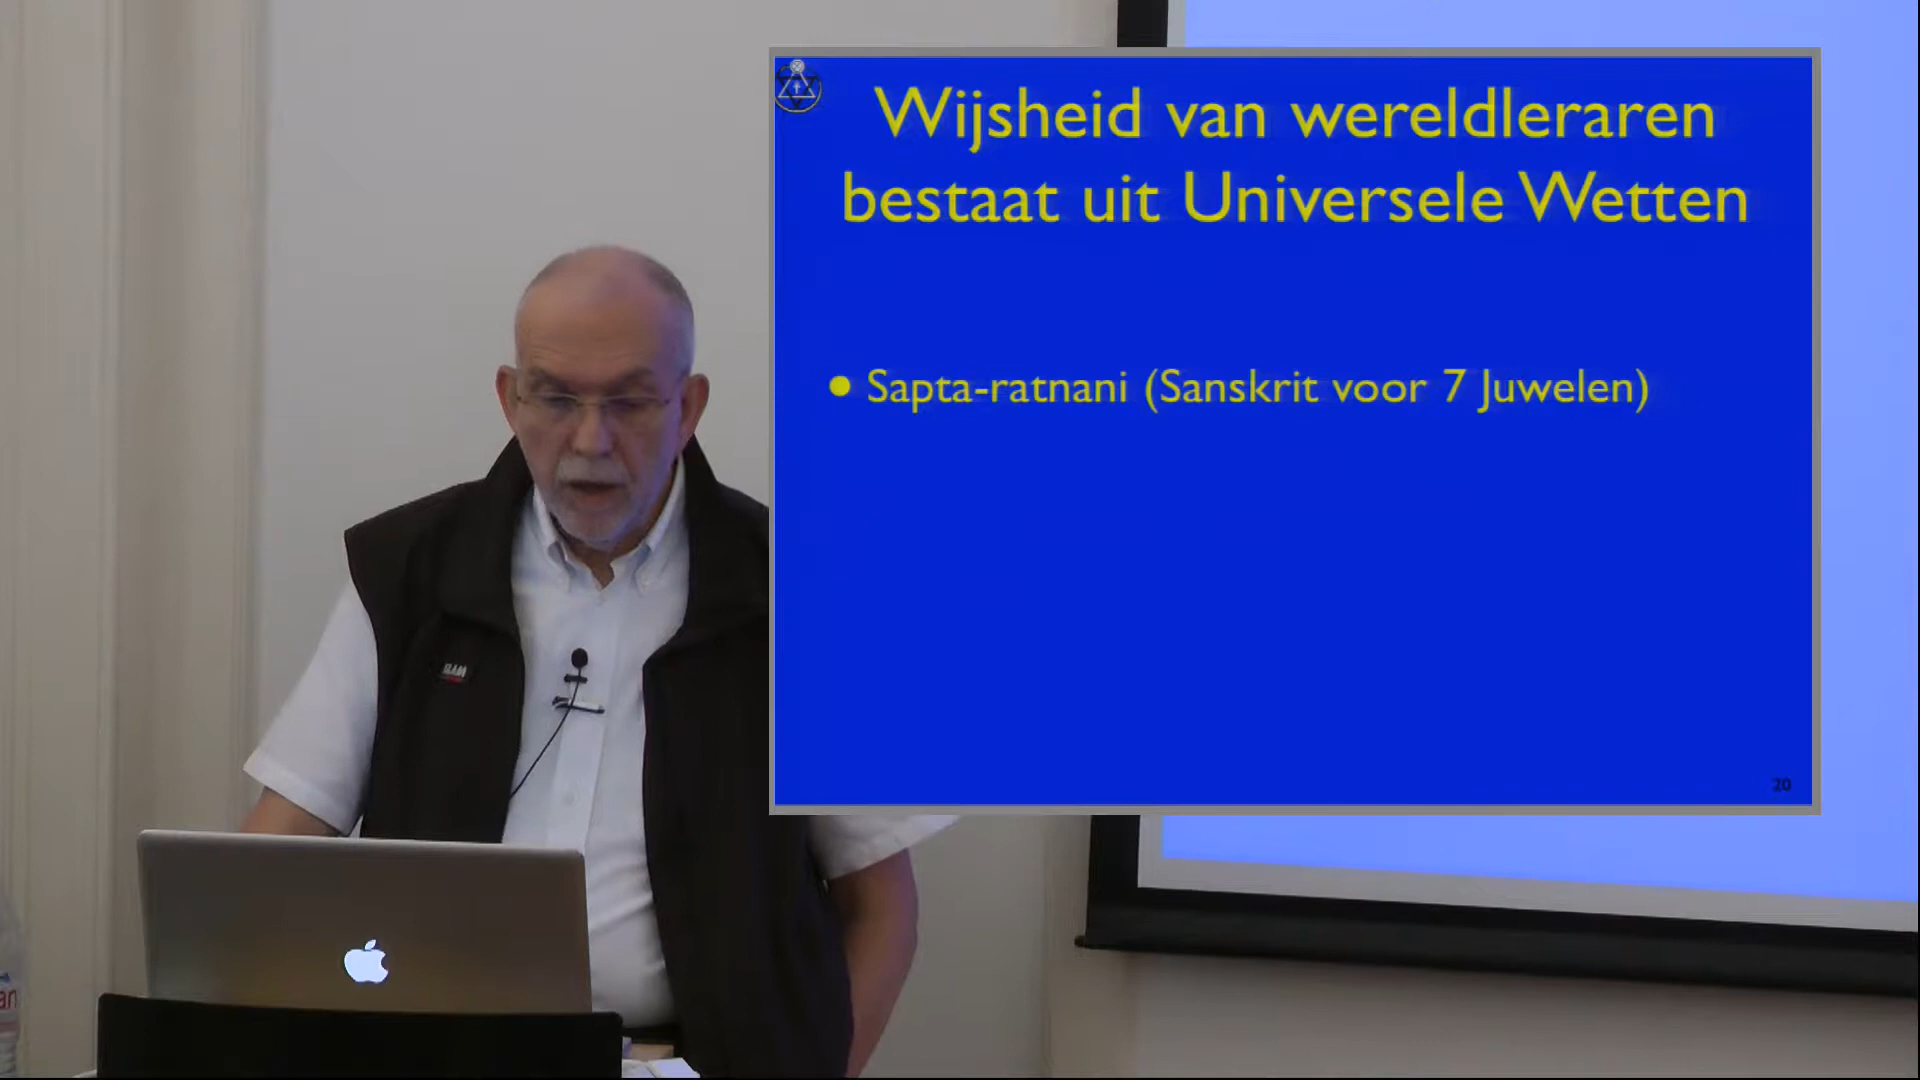 Wijsheid van wereldleraren
bestaat uit Universele Wetten
• Sapta-ratnani (Sanskrit voor 7 Juwelen)
20